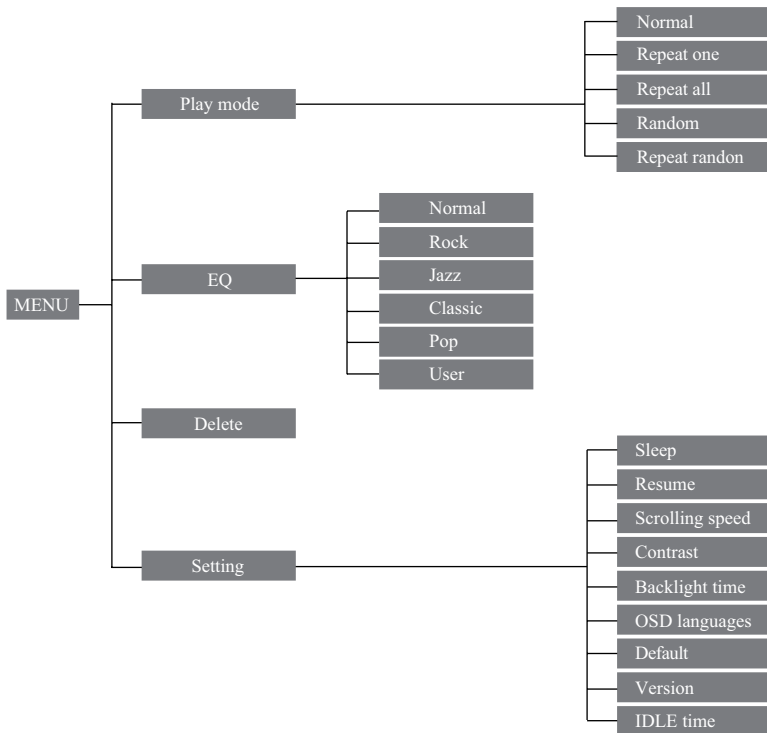 MENU
Play mode
Normal
Repeat one
Repeat all
Random
Repeat randon
EQ
Normal
Rock
Jazz
Classic
Pop
User
Delete
Setting
Sleep
Resume
Scrolling speed
Contrast
Backlight time
OSD languages
Default
Version
IDLE time